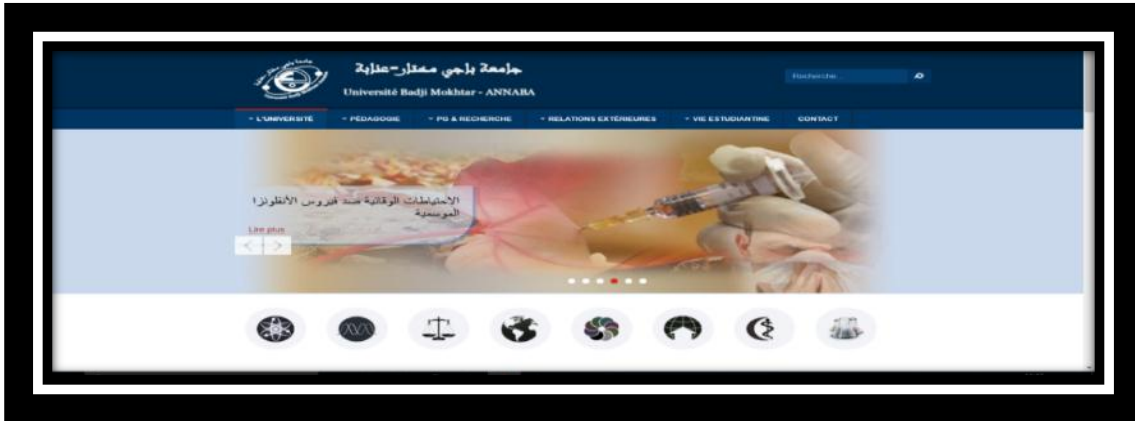 جامعة باجي مختار-عنابة
Université Badji Mokhtar - ANNABA
Recherche...
L'UNIVERSITÉ PÉDAGOGIE PG & RECHERCHE RELATIONS EXTÉRIEURES VIE ESTUDIANTINE CONTACT
الاحتياطات الوقائية ضد فيروس الأنفلونزا
الموسمية
Lire plus